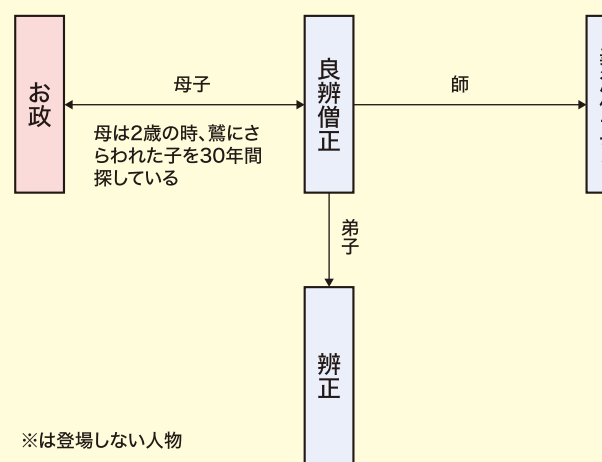 お政
母子
母は2歳の時、鷲にさ
らわれた子を30年間
探している
良辨僧正
師
弟子
辨正
※は登場しない人物